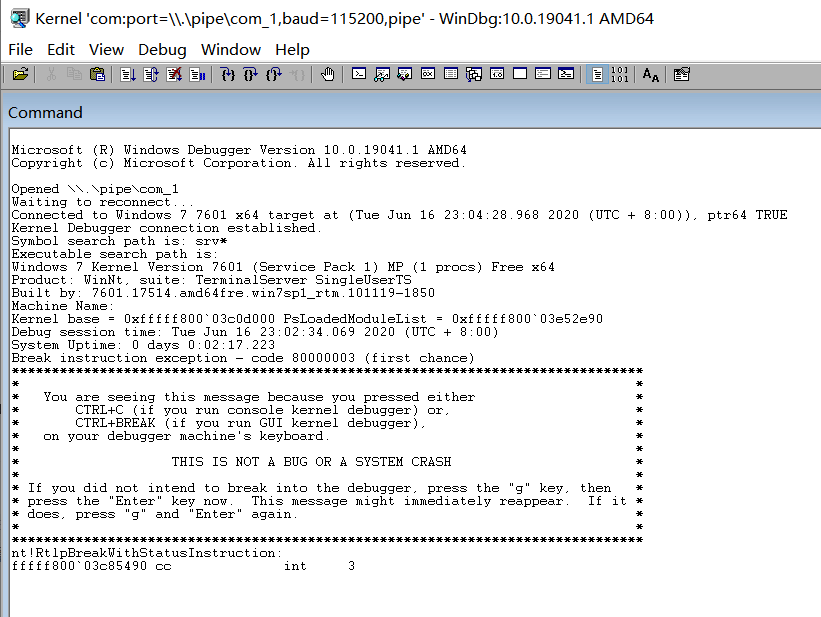 Kernel 'com:port=\\.\pipe\com_1,baud=115200,pipe' - WinDbg:10.0.19041.1 AMD64
File Edit View Debug Window Help
Command
Microsoft (R) Windows Debugger Version 10.0.19041.1 AMD64
Copyright (c) Microsoft Corporation. All rights reserved.
Opened \\.\pipe\com_1
Waiting to reconnect...
Connected to Windows 7 7601 x64 target at (Tue Jun 16 23:04:28.968 2020 (UTC + 8:00)), ptr64 TRUE
Kernel Debugger connection established.
Symbol search path is: srv*
Executable search path is:
Windows 7 Kernel Version 7601 (Service Pack 1) MP (1 procs) Free x64
Product: WinNt, suite: TerminalServer SingleUserTS
Built by: 7601.17514.amd64fre.win7sp1_rtm.101119-1850
Machine Name:
Kernel base = 0xfffff800`03c0d000 PsLoadedModuleList = 0xfffff800`03e52e90
Debug session time: Tue Jun 16 23:02:34.069 2020 (UTC + 8:00)
System Uptime: 0 days 0:02:17.223
Break instruction exception - code 80000003 (first chance)
*******************************************************************************
*                                                                             *
*   You are seeing this message because you pressed either                    *
*       CTRL+C (if you run console kernel debugger) or,                       *
*       CTRL+BREAK (if you run GUI kernel debugger),                          *
*   on your debugger machine's keyboard.                                      *
*                                                                             *
*                   THIS IS NOT A BUG OR A SYSTEM CRASH                       *
*                                                                             *
* If you did not intend to break into the debugger, press the "g" key, then   *
* press the "Enter" key now.  This message might immediately reappear.  If it *
* does, press "g" and "Enter" again.                                          *
*                                                                             *
*******************************************************************************
nt!RtlpBreakWithStatusInstruction:
fffff800`03c85490 cc              int     3